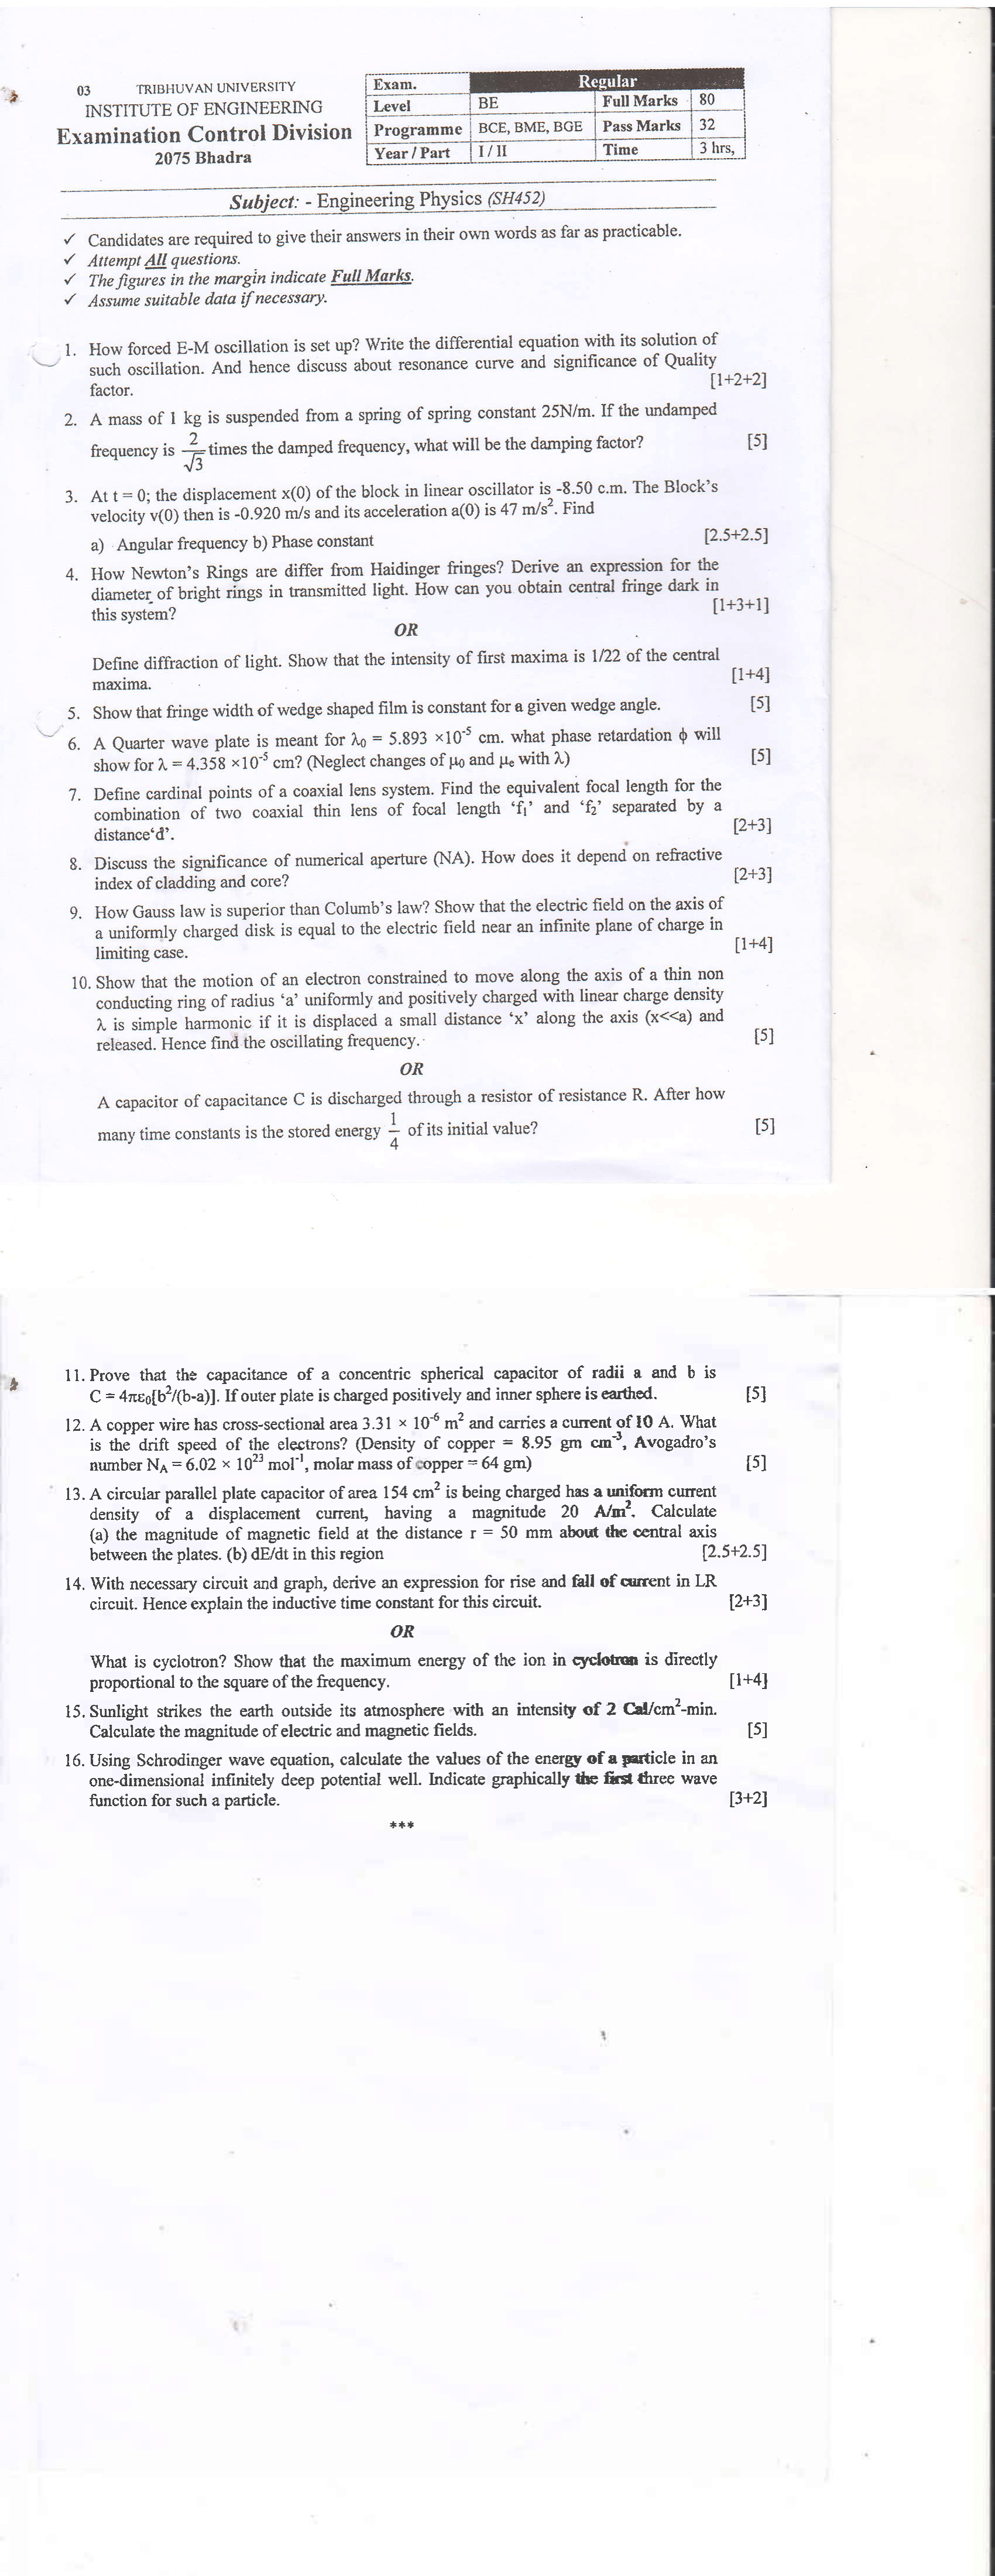 03 TRIBHUVAN UNIVERSITY
INSTITUTE OF ENGINEERING
Examination Control Division
2075 Bhadra
Exam. Regular
Level BE Full Marks 80
Programme BCE, BME, BGE Pass Marks 32
Year / Part I / II Time 3 hrs,
Subject: - Engineering Physics (SH452)
✓ Candidates are required to give their answers in their own words as far as practicable.
✓ Attempt All questions.
✓ The figures in the margin indicate Full Marks.
✓ Assume suitable data if necessary.
1. How forced E-M oscillation is set up? Write the differential equation with its solution of
such oscillation. And hence discuss about resonance curve and significance of Quality
factor. [1+2+2]
2. A mass of 1 kg is suspended from a spring of spring constant 25N/m. If the undamped
frequency is 2/√3 times the damped frequency, what will be the damping factor? [5]
3. At t = 0; the displacement x(0) of the block in linear oscillator is -8.50 c.m. The Block's
velocity v(0) then is -0.920 m/s and its acceleration a(0) is 47 m/s². Find
a) Angular frequency b) Phase constant [2.5+2.5]
4. How Newton's Rings are differ from Haidinger fringes? Derive an expression for the
diameter of bright rings in transmitted light. How can you obtain central fringe dark in
this system? [1+3+1]
OR
Define diffraction of light. Show that the intensity of first maxima is 1/22 of the central
maxima. [1+4]
5. Show that fringe width of wedge shaped film is constant for a given wedge angle. [5]
6. A Quarter wave plate is meant for λ₀ = 5.893 ×10⁻⁵ cm. what phase retardation ϕ will
show for λ = 4.358 ×10⁻⁵ cm? (Neglect changes of μ₀ and μₑ with λ) [5]
7. Define cardinal points of a coaxial lens system. Find the equivalent focal length for the
combination of two coaxial thin lens of focal length 'f₁' and 'f₂' separated by a
distance'd'. [2+3]
8. Discuss the significance of numerical aperture (NA). How does it depend on refractive
index of cladding and core? [2+3]
9. How Gauss law is superior than Columb's law? Show that the electric field on the axis of
a uniformly charged disk is equal to the electric field near an infinite plane of charge in
limiting case. [1+4]
10. Show that the motion of an electron constrained to move along the axis of a thin non
conducting ring of radius 'a' uniformly and positively charged with linear charge density
λ is simple harmonic if it is displaced a small distance 'x' along the axis (x<<a) and
released. Hence find the oscillating frequency. [5]
OR
A capacitor of capacitance C is discharged through a resistor of resistance R. After how
many time constants is the stored energy 1/4 of its initial value? [5]
11. Prove that the capacitance of a concentric spherical capacitor of radii a and b is
C = 4πε₀[b²/(b-a)]. If outer plate is charged positively and inner sphere is earthed. [5]
12. A copper wire has cross-sectional area 3.31 × 10⁻⁶ m² and carries a current of 10 A. What
is the drift speed of the electrons? (Density of copper = 8.95 gm cm⁻³, Avogadro's
number N_A = 6.02 × 10²³ mol⁻¹, molar mass of copper = 64 gm) [5]
13. A circular parallel plate capacitor of area 154 cm² is being charged has a uniform current
density of a displacement current, having a magnitude 20 A/m². Calculate
(a) the magnitude of magnetic field at the distance r = 50 mm about the central axis
between the plates. (b) dE/dt in this region [2.5+2.5]
14. With necessary circuit and graph, derive an expression for rise and fall of current in LR
circuit. Hence explain the inductive time constant for this circuit. [2+3]
OR
What is cyclotron? Show that the maximum energy of the ion in cyclotron is directly
proportional to the square of the frequency. [1+4]
15. Sunlight strikes the earth outside its atmosphere with an intensity of 2 Cal/cm²-min.
Calculate the magnitude of electric and magnetic fields. [5]
16. Using Schrodinger wave equation, calculate the values of the energy of a particle in an
one-dimensional infinitely deep potential well. Indicate graphically the first three wave
function for such a particle. [3+2]
***